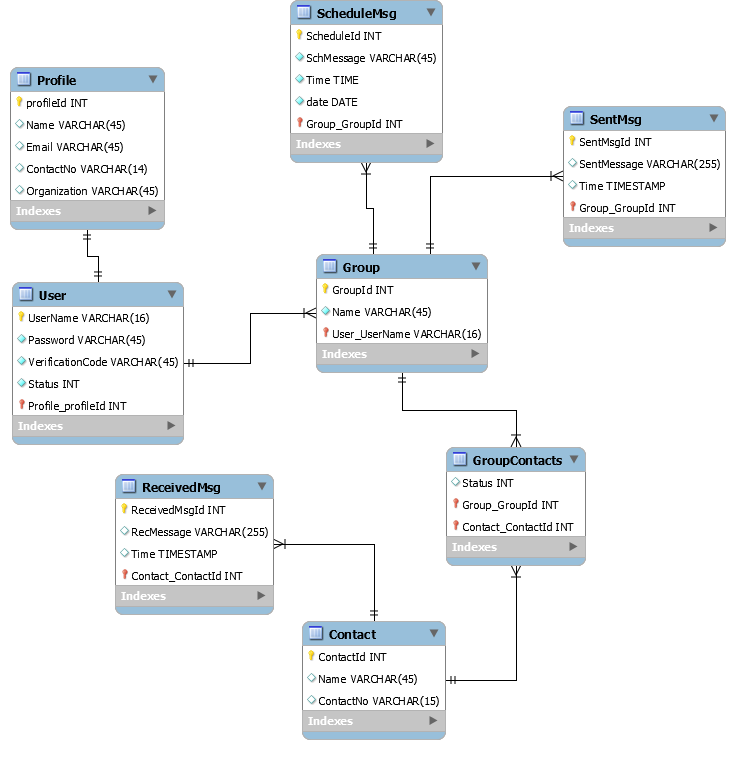 ScheduleMsg
ScheduleId INT
SchMessage VARCHAR(45)
Time TIME
date DATE
Group_GroupId INT
Indexes
Profile
profileId INT
Name VARCHAR(45)
Email VARCHAR(45)
ContactNo VARCHAR(14)
Organization VARCHAR(45)
Indexes
SentMsg
SentMsgId INT
SentMessage VARCHAR(255)
Time TIMESTAMP
Group_GroupId INT
Indexes
User
UserName VARCHAR(16)
Password VARCHAR(45)
VerificationCode VARCHAR(45)
Status INT
Profile_profileId INT
Indexes
Group
GroupId INT
Name VARCHAR(45)
User_UserName VARCHAR(16)
Indexes
GroupContacts
Status INT
Group_GroupId INT
Contact_ContactId INT
Indexes
ReceivedMsg
ReceivedMsgId INT
RecMessage VARCHAR(255)
Time TIMESTAMP
Contact_ContactId INT
Indexes
Contact
ContactId INT
Name VARCHAR(45)
ContactNo VARCHAR(15)
Indexes